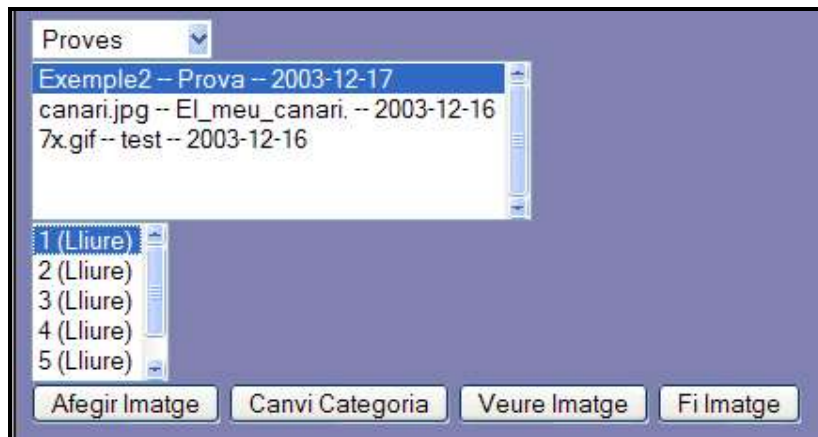 Proves
Exemple2 -- Prova -- 2003-12-17
canari.jpg -- El_meu_canari. -- 2003-12-16
7x.gif -- test -- 2003-12-16
1 (Lliure)
2 (Lliure)
3 (Lliure)
4 (Lliure)
5 (Lliure)
Afegir Imatge Canvi Categoria Veure Imatge Fi Imatge